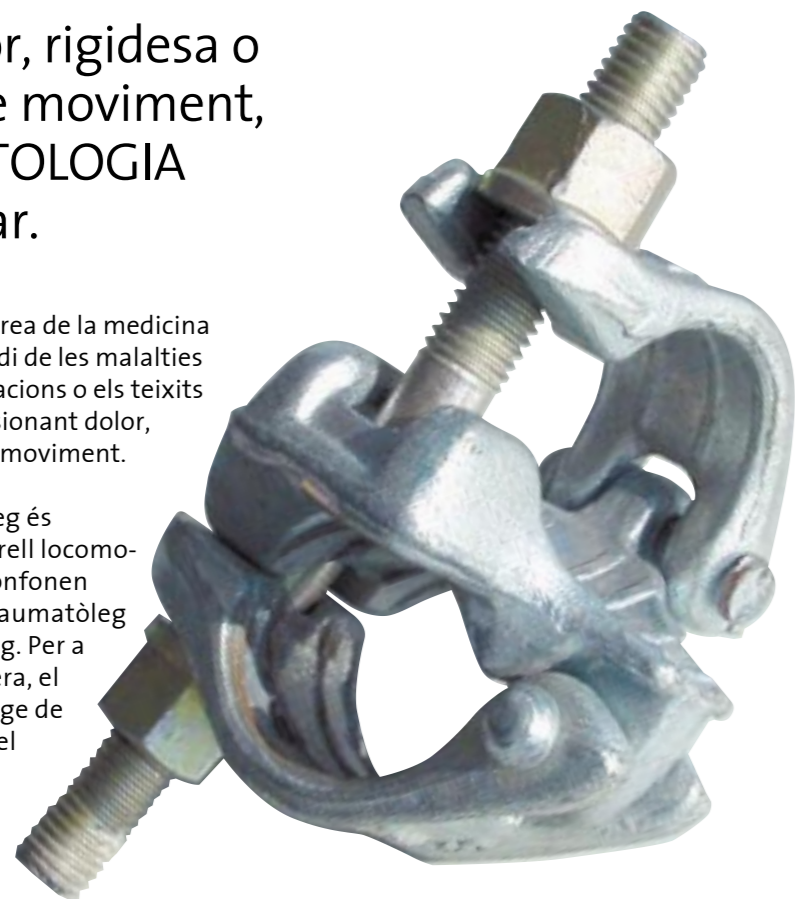 or, rigidesa o
e moviment,
TOLOGIA
ar.
rea de la medicina
di de les malalties
acions o els teixits
sionant dolor,
moviment.
eg és
rell locomo-
onfonen
aumatòleg
g. Per a
era, el
ge de
el